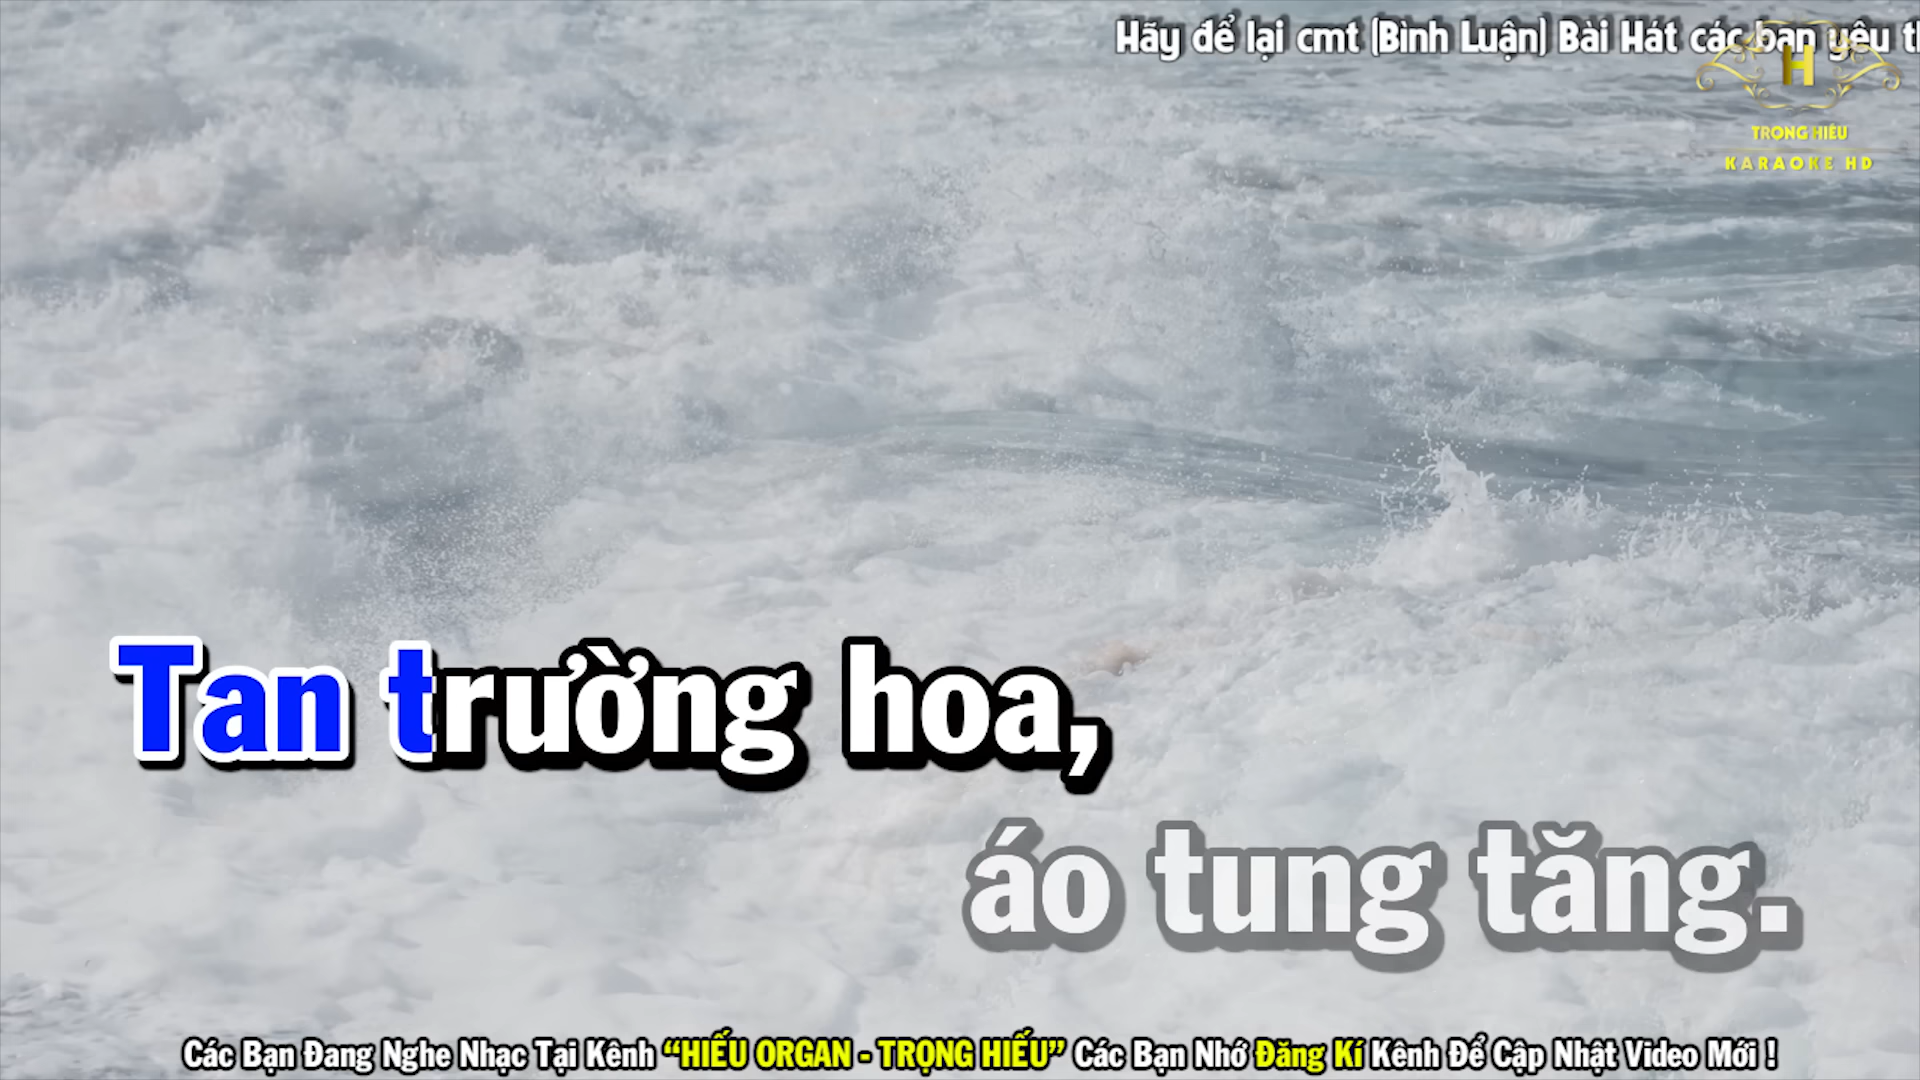 Hãy để lại cmt (Bình Luận) Bài Hát các bạn yêu
H
TRỌNG HIẾU
KARAOKE HD
Tan trường hoa,
áo tung tăng.
Các Bạn Đang Nghe Nhạc Tại Kênh “HIẾU ORGAN - TRỌNG HIẾU” Các Bạn Nhớ Đăng Kí Kênh Để Cập Nhật Video Mới !